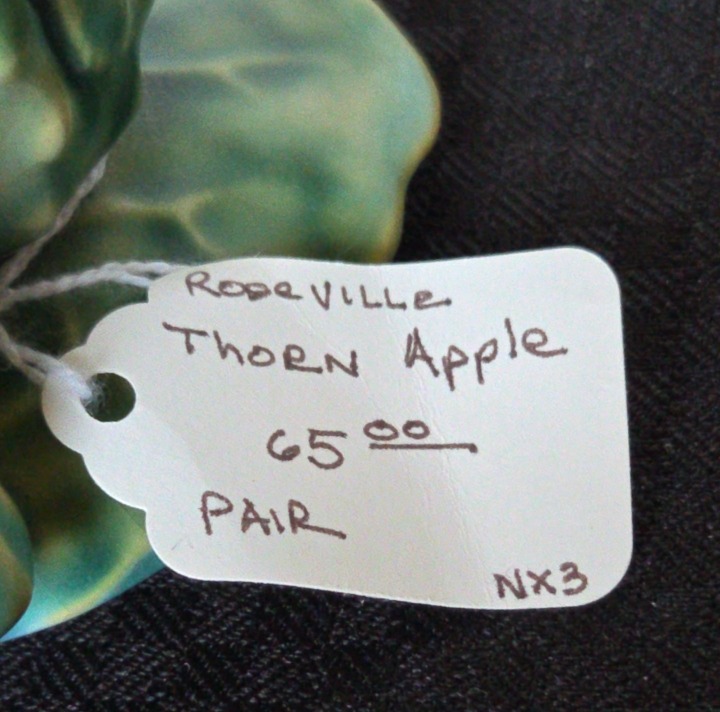 Roseville
Thorn Apple
65 00
PAIR
NX3